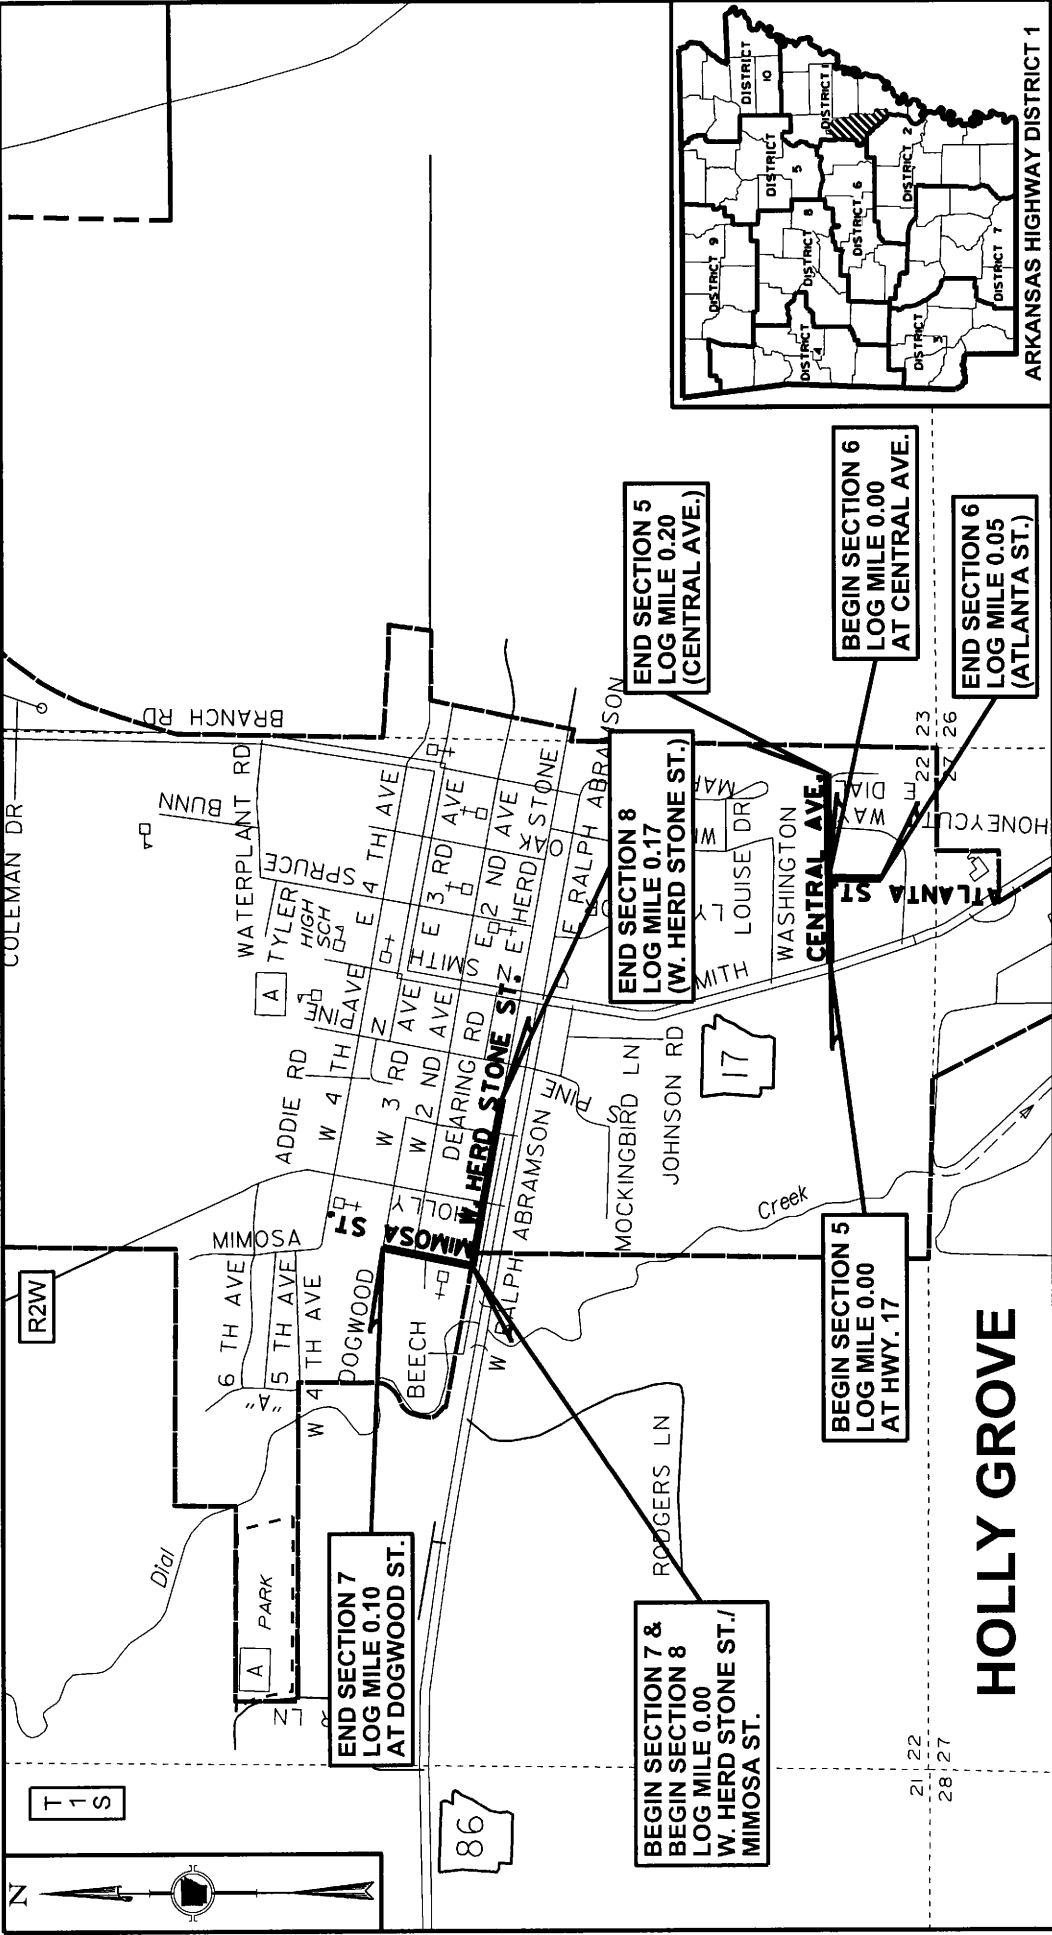 N
T
1
S
R2W
COLEMAN DR
BRANCH RD
Dial
A
PARK
R LN
6 TH AVE
5 TH AVE
"A"
W 4 TH AVE
MIMOSA
ADDIE RD
W 4 TH AVE
PINE
A
TYLER
HIGH
SCH
WATERPLANT RD
BUNN
SPRUCE
E 4 TH AVE
DOGWOOD
MIMOSA ST.
HOLLY
BEECH
W 3 RD AVE
N
W 2 ND AVE
DEARING RD
SMITH
N
E 3 RD AVE
E 2 ND AVE
E HERD STONE
OAK
W. HERD STONE ST.
W RALPH ABRAMSON
E RALPH ABRAMSON
S PINE
MOCKINGBIRD LN
JOHNSON RD
RODGERS LN
SMITH
LOUISE DR
WASHINGTON
CENTRAL AVE.
ATLANTA ST
E DIAL
WAY
HONEYCUT
Creek
86
17
END SECTION 7
LOG MILE 0.10
AT DOGWOOD ST.
BEGIN SECTION 7 &
BEGIN SECTION 8
LOG MILE 0.00
W. HERD STONE ST./
MIMOSA ST.
END SECTION 8
LOG MILE 0.17
(W. HERD STONE ST.)
BEGIN SECTION 5
LOG MILE 0.00
AT HWY. 17
END SECTION 5
LOG MILE 0.20
(CENTRAL AVE.)
BEGIN SECTION 6
LOG MILE 0.00
AT CENTRAL AVE.
END SECTION 6
LOG MILE 0.05
(ATLANTA ST.)
21 22
28 27
22 23
27 26
HOLLY GROVE
DISTRICT 9
DISTRICT 10
DISTRICT 5
DISTRICT 1
DISTRICT 4
DISTRICT 8
DISTRICT 6
DISTRICT 2
DISTRICT 3
DISTRICT 7
ARKANSAS HIGHWAY DISTRICT 1